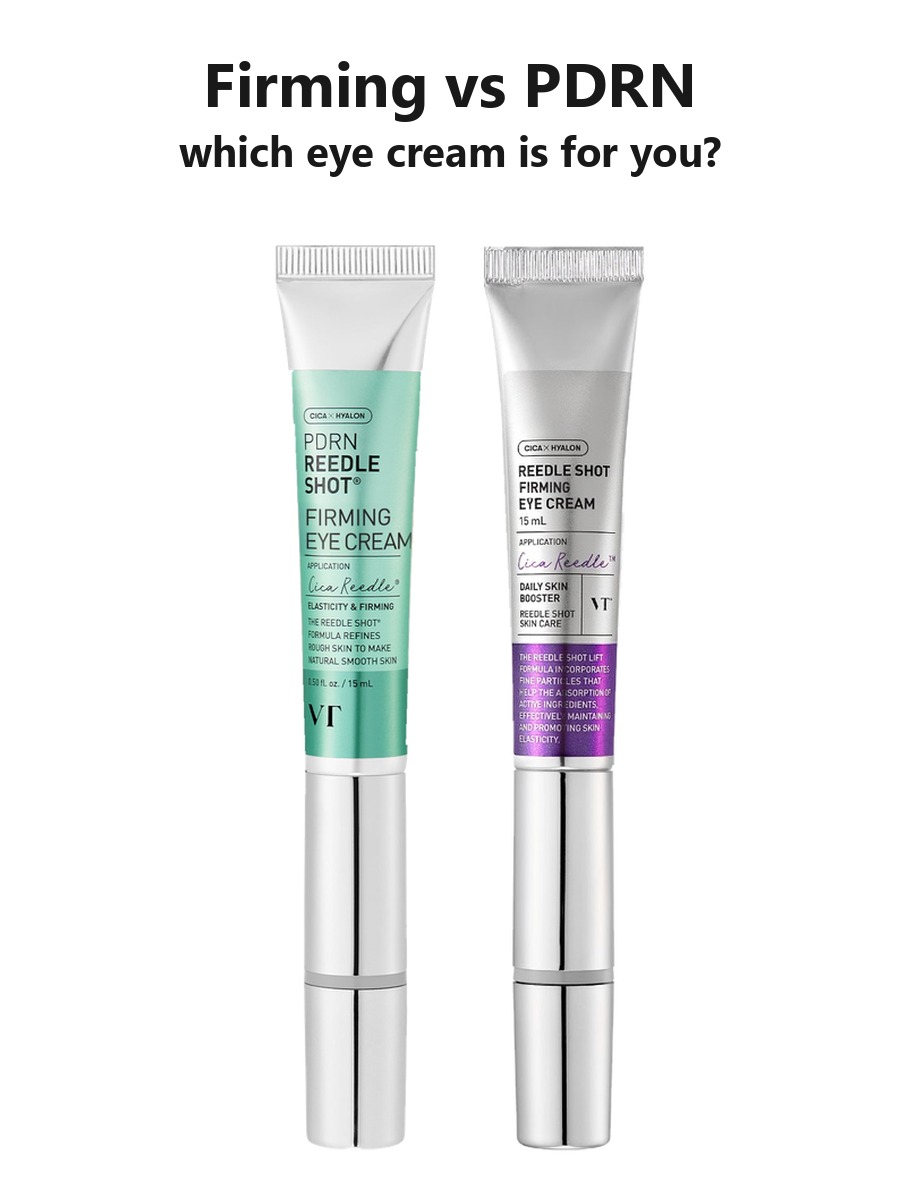 Firming vs PDRN
which eye cream is for you?
CICA × HYALON
PDRN
REEDLE
SHOT®
FIRMING
EYE CREAM
APPLICATION
Cica Reedle®
ELASTICITY & FIRMING
THE REEDLE SHOT®
FORMULA REFINES
ROUGH SKIN TO MAKE
NATURAL SMOOTH SKIN
0.50 fl. oz. / 15 mL
VT
CICA × HYALON
REEDLE SHOT
FIRMING
EYE CREAM
15 mL
APPLICATION
Cica Reedle™
DAILY SKIN
BOOSTER
REEDLE SHOT
SKIN CARE
VT
THE REEDLE SHOT LIFT
FORMULA INCORPORATES
FINE PARTICLES THAT
HELP THE ABSORPTION OF
ACTIVE INGREDIENTS,
EFFECTIVELY MAINTAINING
AND PROMOTING SKIN
ELASTICITY.